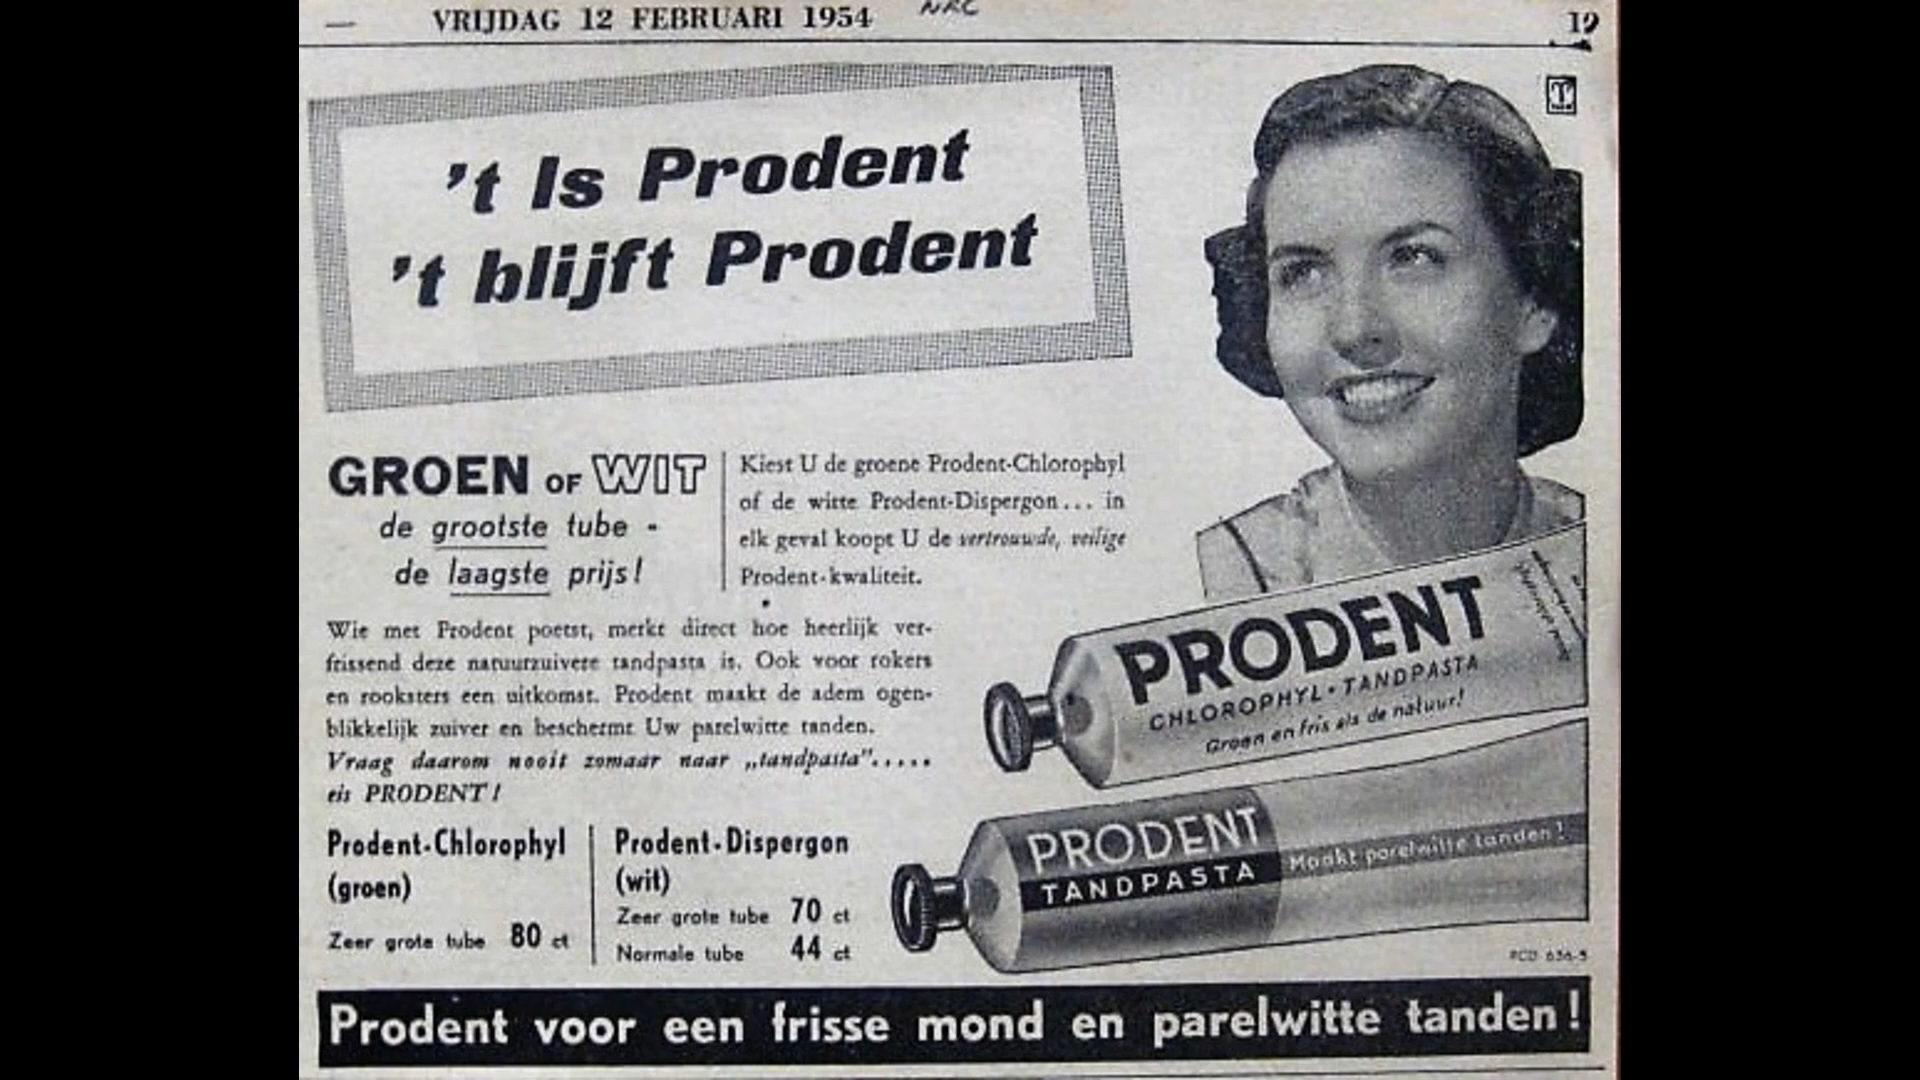 — VRIJDAG 12 FEBRUARI 1954 NRC 19
't Is Prodent
't blijft Prodent
GROEN OF WIT
de grootste tube -
de laagste prijs!
Kiest U de groene Prodent-Chlorophyl
of de witte Prodent-Dispergon... in
elk geval koopt U de vertrouwde, veilige
Prodent-kwaliteit.
Wie met Prodent poetst, merkt direct hoe heerlijk ver-
frissend deze natuurzuivere tandpasta is. Ook voor rokers
en rooksters een uitkomst. Prodent maakt de adem ogen-
blikkelijk zuiver en beschermt Uw parelwitte tanden.
Vraag daarom nooit zomaar naar „tandpasta".....
eis PRODENT!
PRODENT
CHLOROPHYL·TANDPASTA
Groen en fris als de natuur!
PRODENT
TANDPASTA
Maakt parelwitte tanden!
Prodent-Chlorophyl
(groen)
Zeer grote tube 80 ct
Prodent-Dispergon
(wit)
Zeer grote tube 70 ct
Normale tube 44 ct
PCD 636-5
Prodent voor een frisse mond en parelwitte tanden!